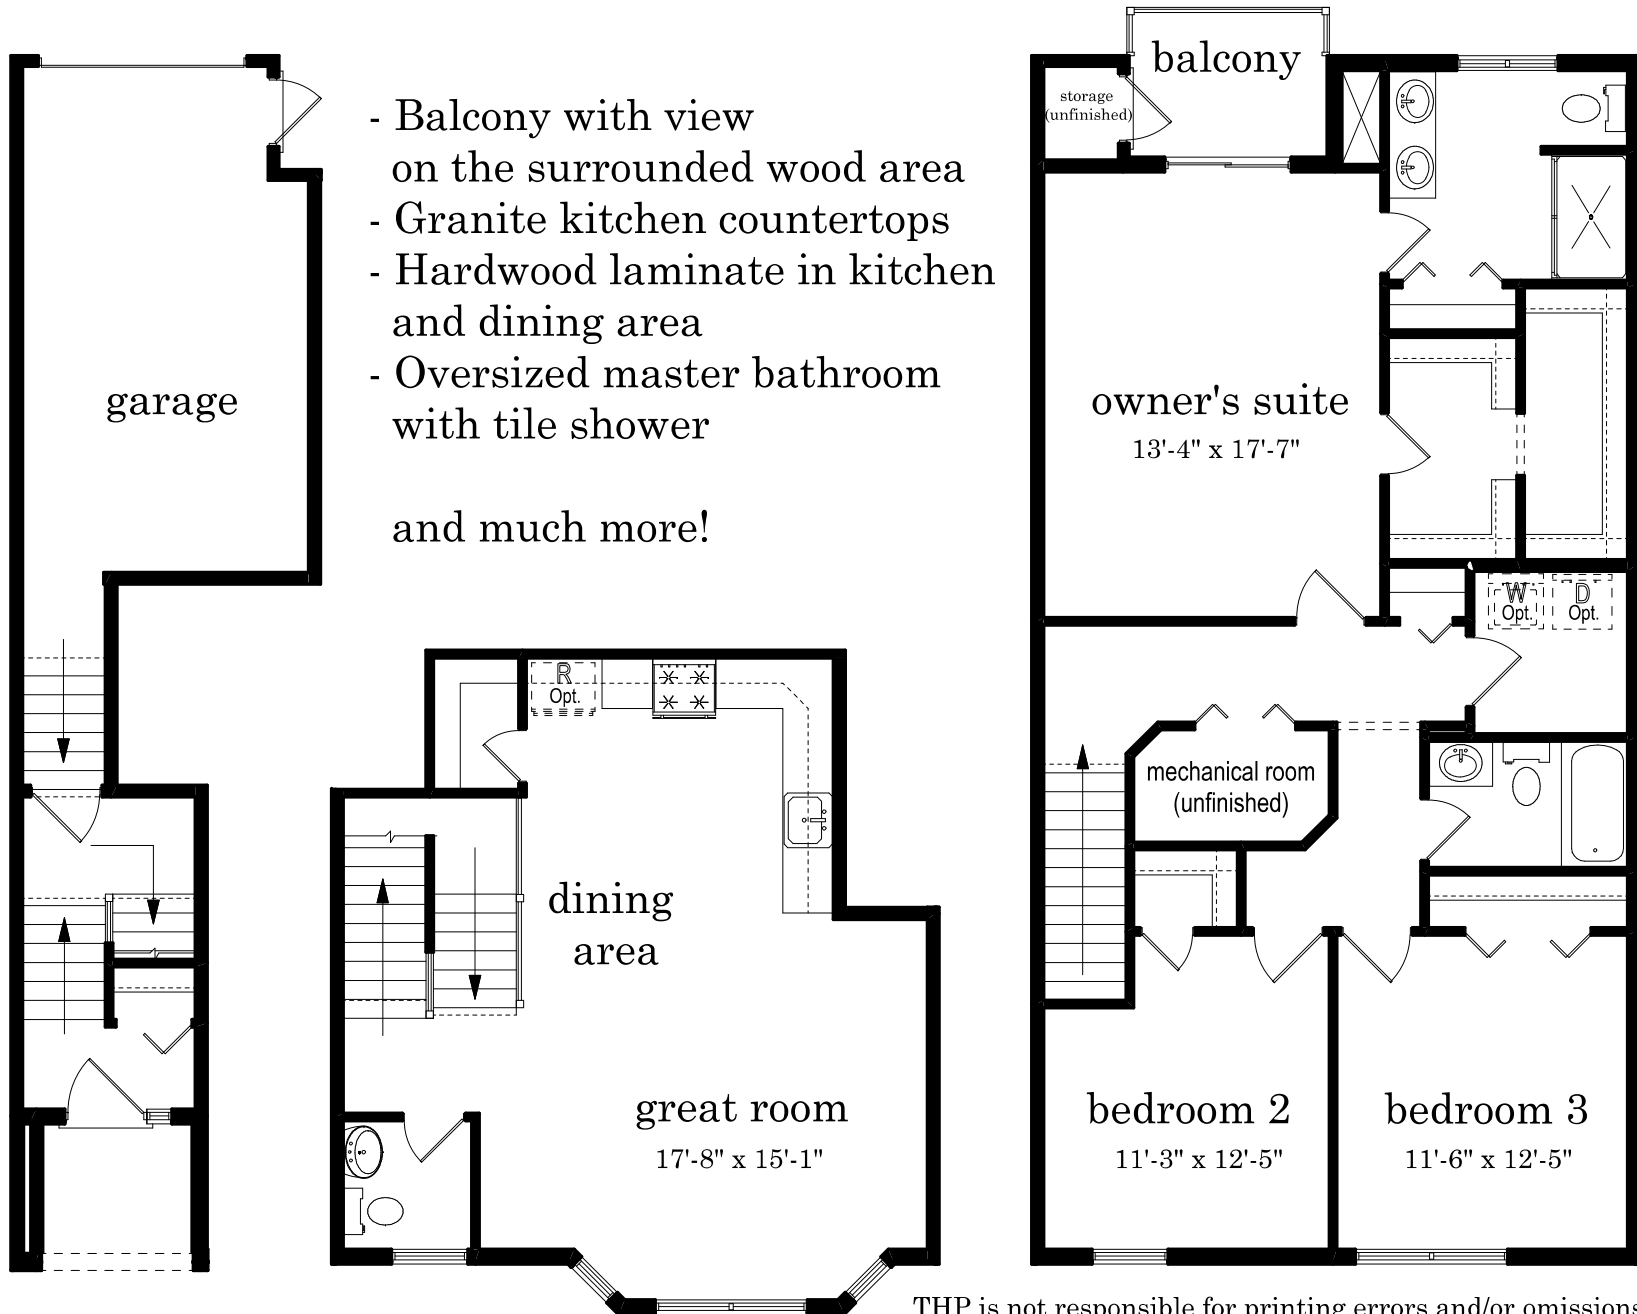 balcony
storage
(unfinished)
- Balcony with view
on the surrounded wood area
- Granite kitchen countertops
- Hardwood laminate in kitchen
and dining area
- Oversized master bathroom
with tile shower
and much more!
garage
owner's suite
13'-4" x 17'-7"
W
Opt.
D
Opt.
R
Opt.
mechanical room
(unfinished)
dining
area
great room
17'-8" x 15'-1"
bedroom 2
11'-3" x 12'-5"
bedroom 3
11'-6" x 12'-5"
THP is not responsible for printing errors and/or omissions